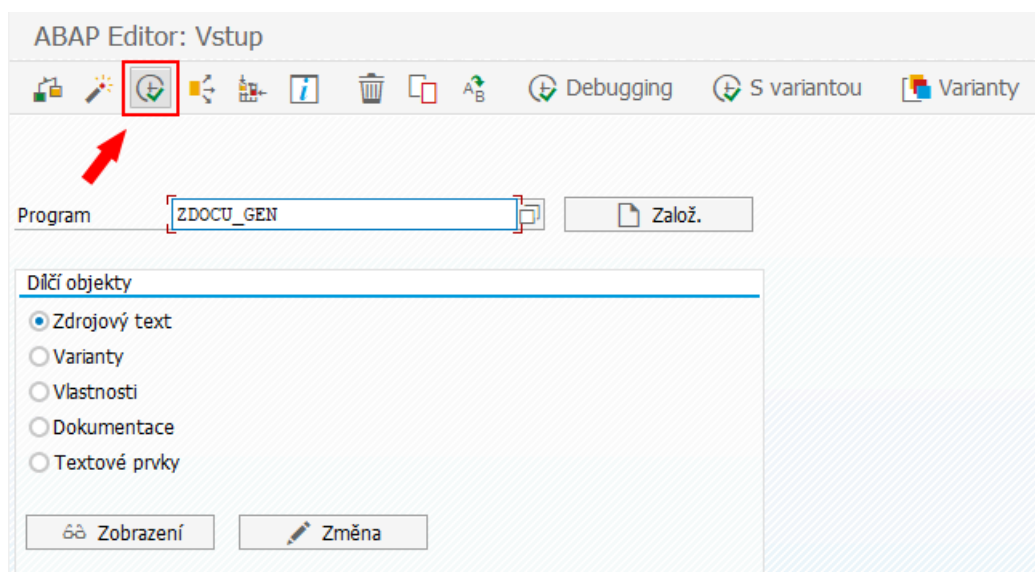 ABAP Editor: Vstup
Debugging S variantou Varianty
Program ZDOCU_GEN Založ.
Dílčí objekty
Zdrojový text
Varianty
Vlastnosti
Dokumentace
Textové prvky
Zobrazení Změna